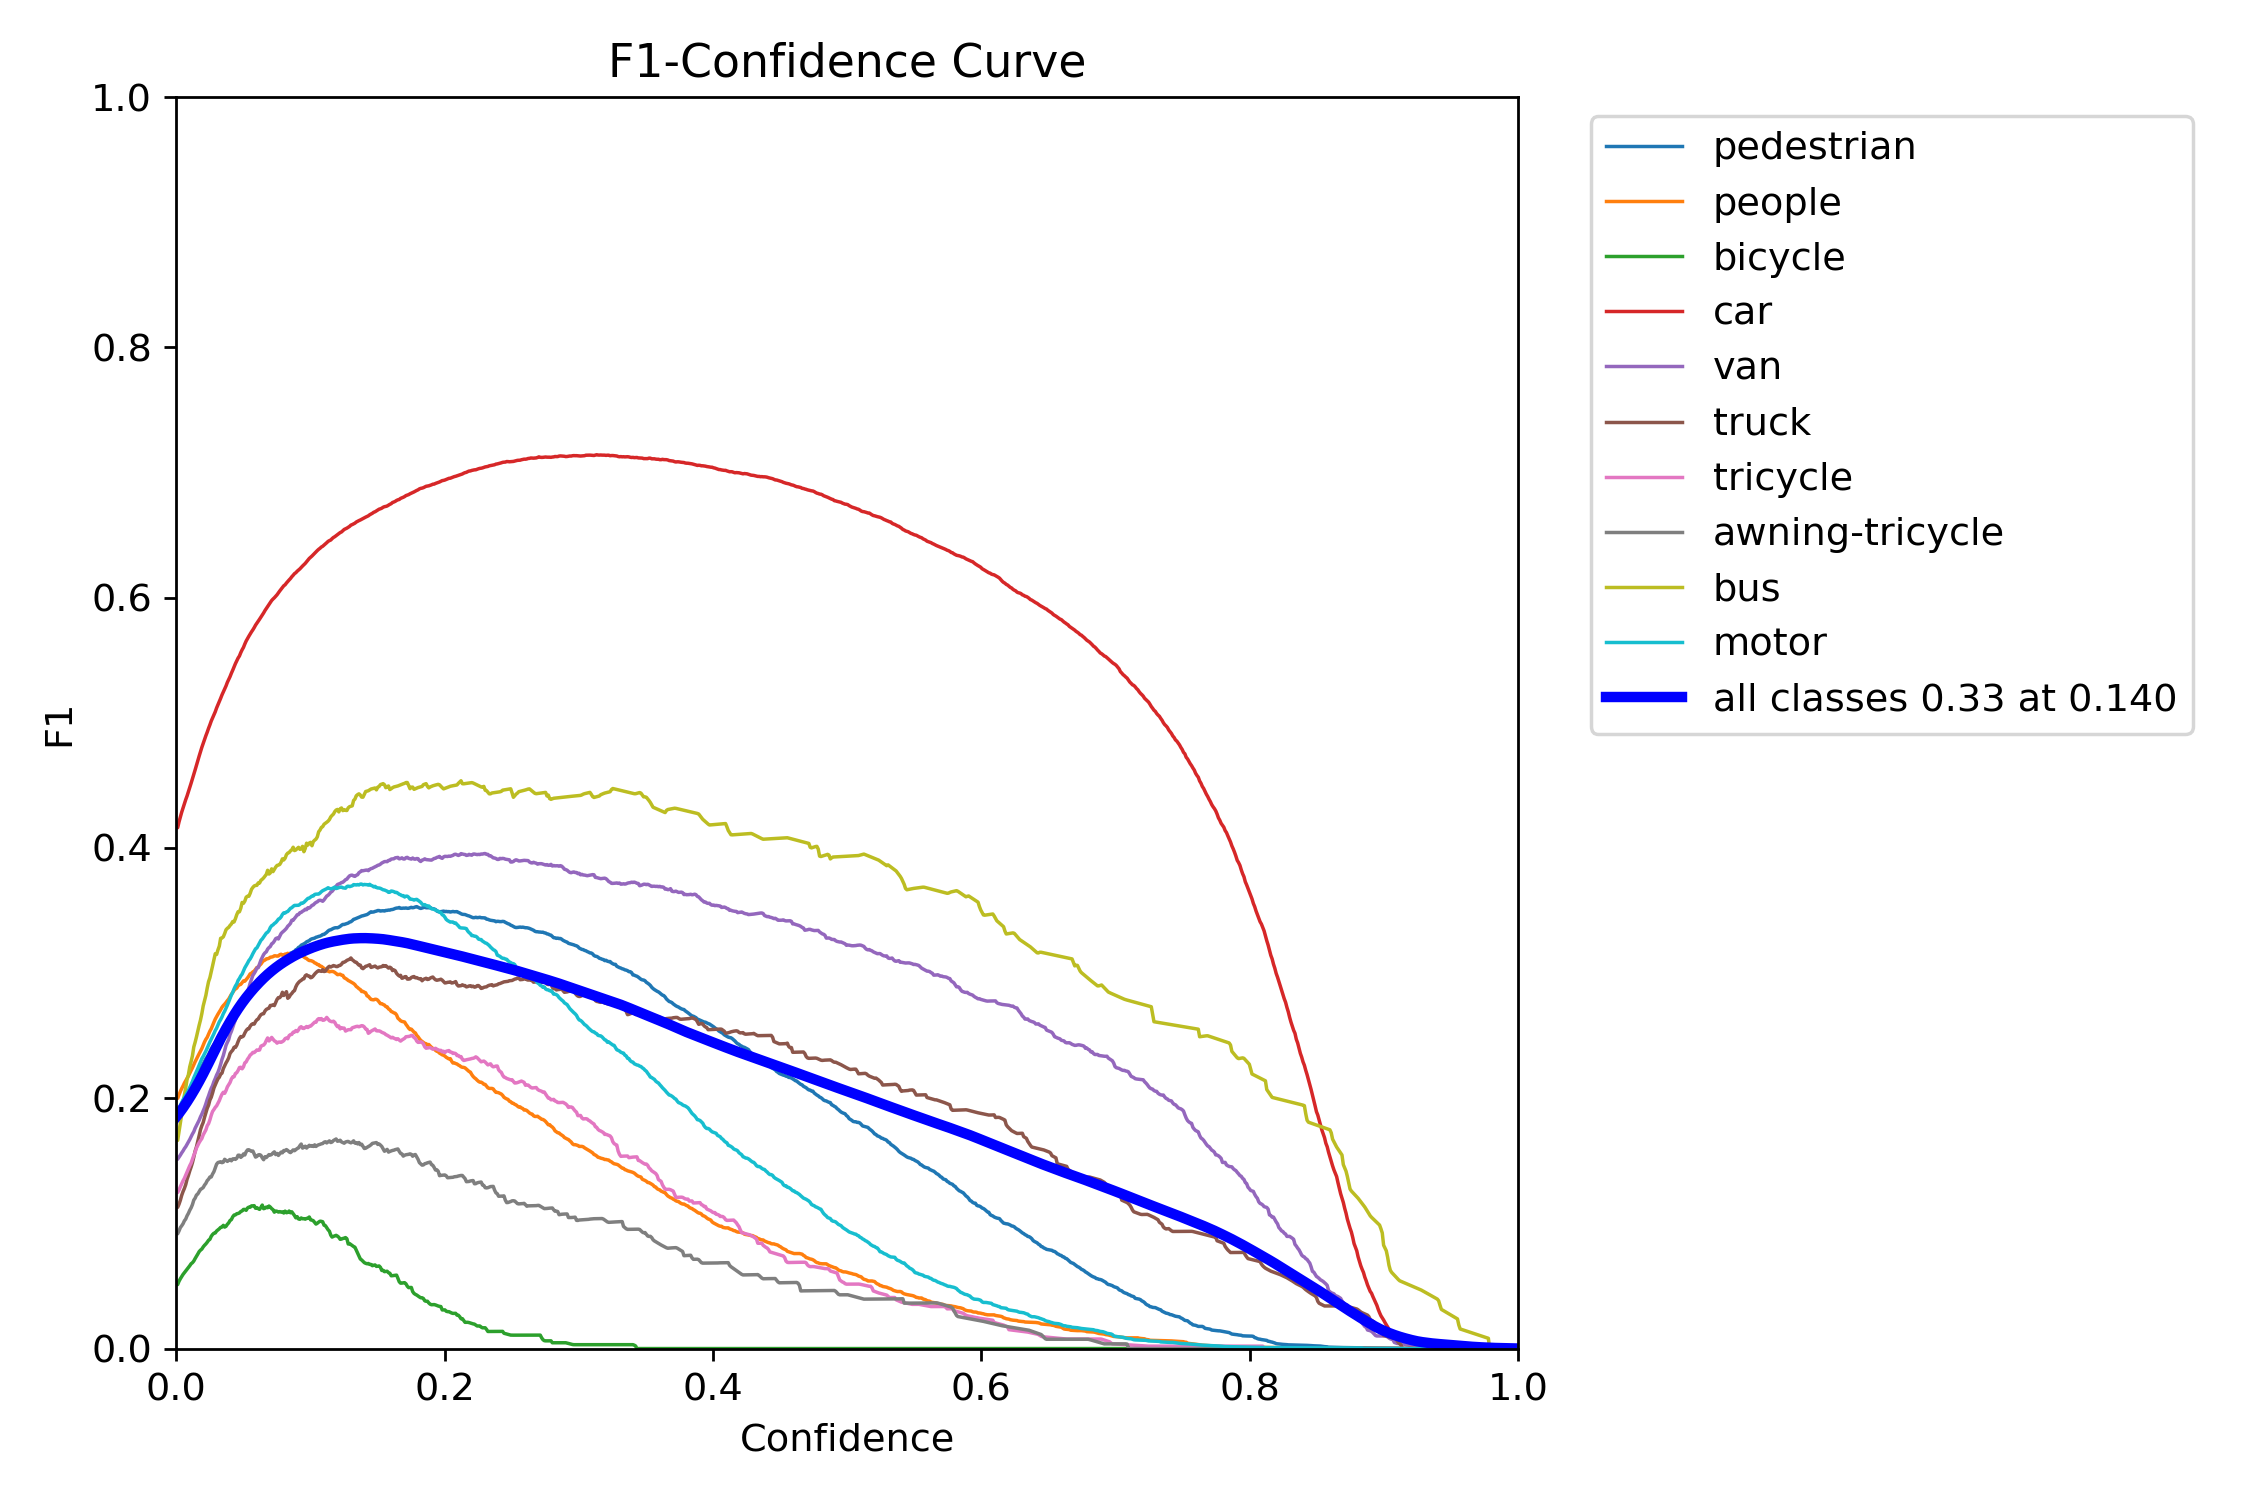 F1-Confidence Curve
1.0
0.8
0.6
0.4
0.2
0.0
F1
0.0 0.2 0.4 0.6 0.8 1.0
Confidence
pedestrian
people
bicycle
car
van
truck
tricycle
awning-tricycle
bus
motor
all classes 0.33 at 0.140